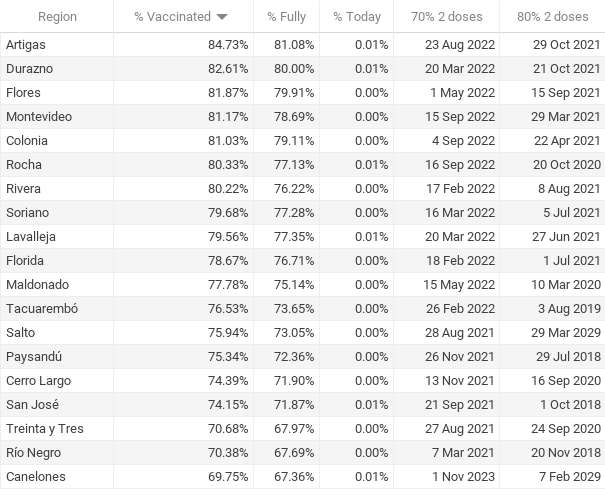 Region % Vaccinated % Fully % Today 70% 2 doses 80% 2 doses
Artigas 84.73% 81.08% 0.01% 23 Aug 2022 29 Oct 2021
Durazno 82.61% 80.00% 0.01% 20 Mar 2022 21 Oct 2021
Flores 81.87% 79.91% 0.00% 1 May 2022 15 Sep 2021
Montevideo 81.17% 78.69% 0.00% 15 Sep 2022 29 Mar 2021
Colonia 81.03% 79.11% 0.00% 4 Sep 2022 22 Apr 2021
Rocha 80.33% 77.13% 0.01% 16 Sep 2022 20 Oct 2020
Rivera 80.22% 76.22% 0.00% 17 Feb 2022 8 Aug 2021
Soriano 79.68% 77.28% 0.00% 16 Mar 2022 5 Jul 2021
Lavalleja 79.56% 77.35% 0.01% 20 Mar 2022 27 Jun 2021
Florida 78.67% 76.71% 0.00% 18 Feb 2022 1 Jul 2021
Maldonado 77.78% 75.14% 0.00% 15 May 2022 10 Mar 2020
Tacuarembó 76.53% 73.65% 0.00% 26 Feb 2022 3 Aug 2019
Salto 75.94% 73.05% 0.00% 28 Aug 2021 29 Mar 2029
Paysandú 75.34% 72.36% 0.00% 26 Nov 2021 29 Jul 2018
Cerro Largo 74.39% 71.90% 0.00% 13 Nov 2021 16 Sep 2020
San José 74.15% 71.87% 0.01% 21 Sep 2021 1 Oct 2018
Treinta y Tres 70.68% 67.97% 0.00% 27 Aug 2021 24 Sep 2020
Río Negro 70.38% 67.69% 0.00% 7 Mar 2021 20 Nov 2018
Canelones 69.75% 67.36% 0.01% 1 Nov 2023 7 Feb 2029